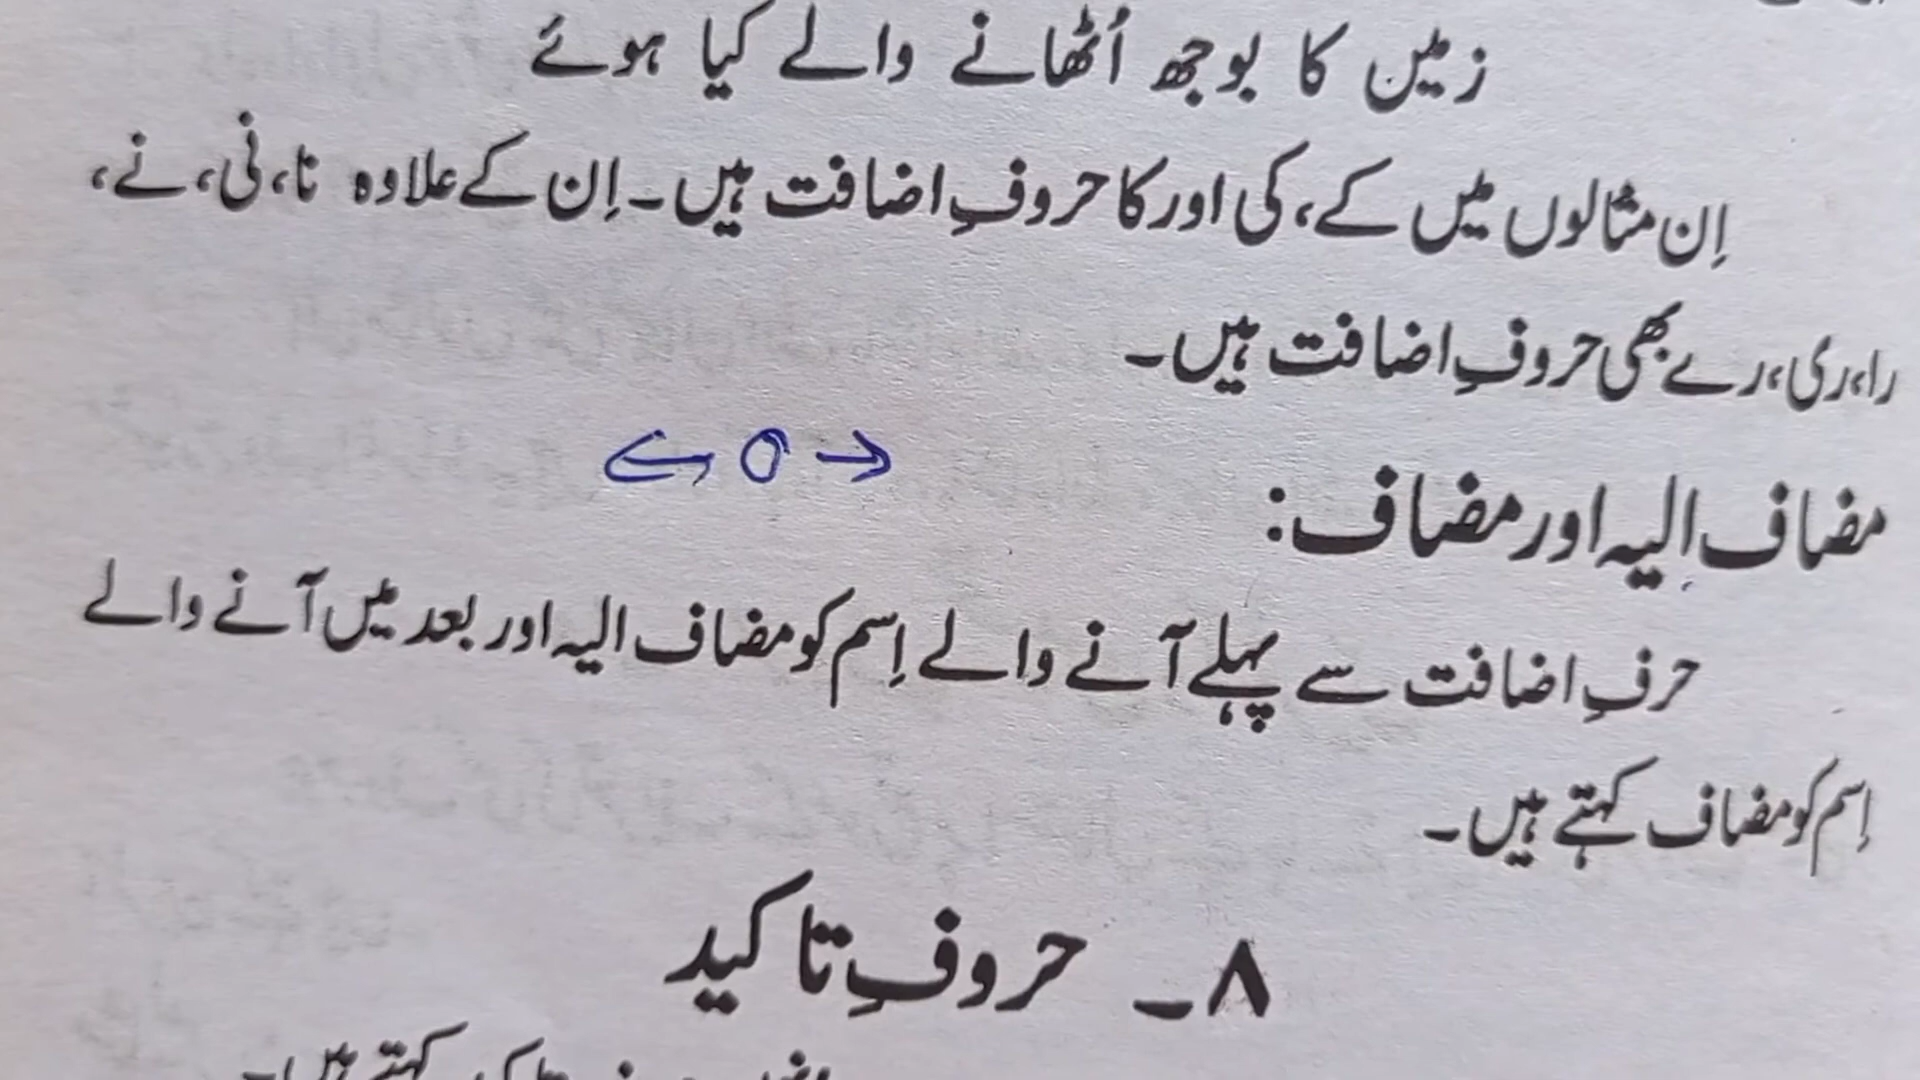 زمیں کا بوجھ اُٹھانے والے کیا ہوئے
اِن مثالوں میں کے، کی اور کا حروفِ اضافت ہیں۔ اِن کے علاوہ نا، نی، نے،
را، ری، رے بھی حروفِ اضافت ہیں۔
مضاف الیہ اور مضاف:
حرفِ اضافت سے پہلے آنے والے اِسم کو مضاف الیہ اور بعد میں آنے والے
اِسم کو مضاف کہتے ہیں۔
۸۔ حروفِ تاکید
کہتے ہیں۔